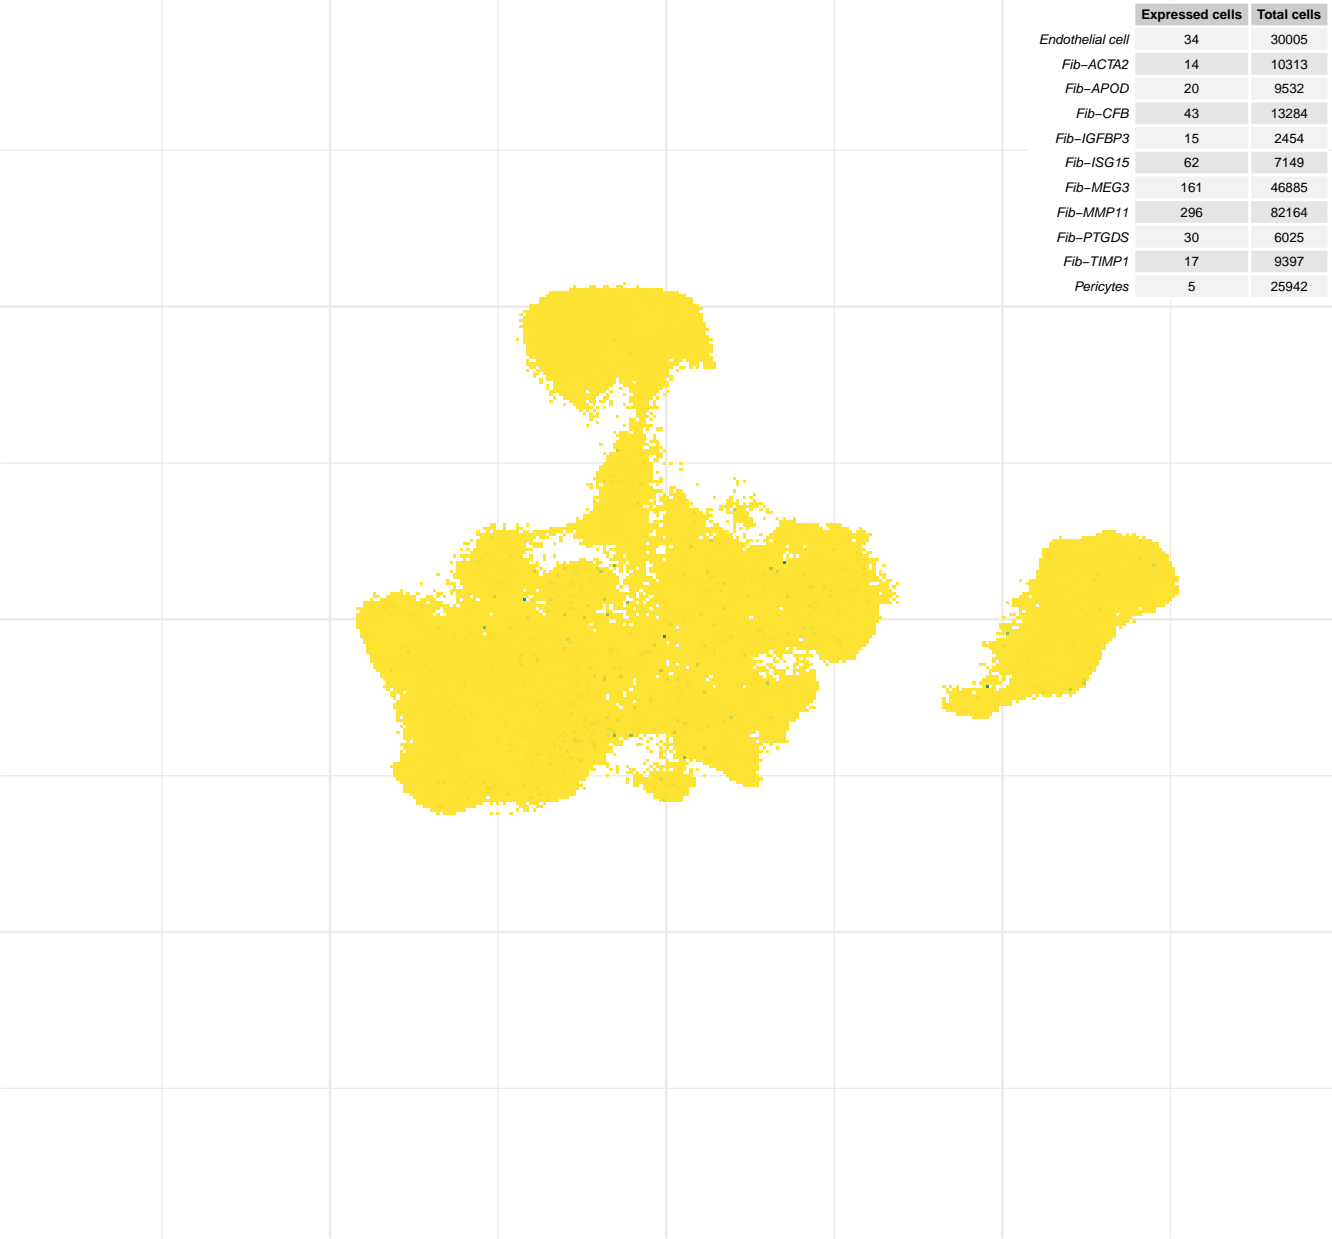 Expressed cells Total cells
Endothelial cell 34 30005
Fib−ACTA2 14 10313
Fib−APOD 20 9532
Fib−CFB 43 13284
Fib−IGFBP3 15 2454
Fib−ISG15 62 7149
Fib−MEG3 161 46885
Fib−MMP11 296 82164
Fib−PTGDS 30 6025
Fib−TIMP1 17 9397
Pericytes 5 25942